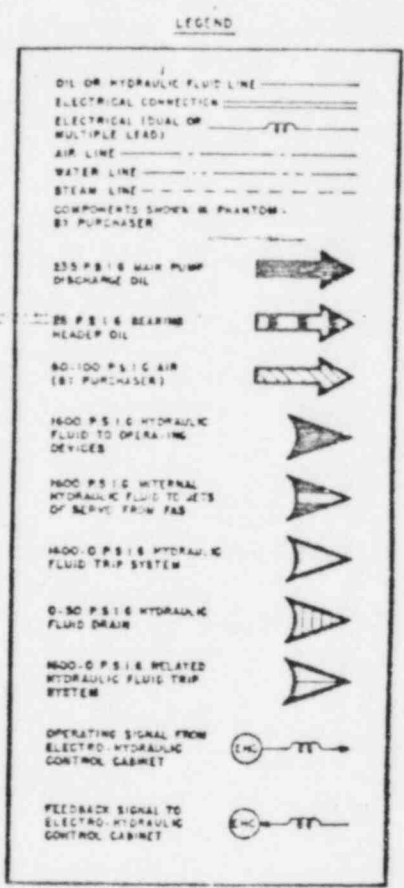 LEGEND
OIL OR HYDRAULIC FLUID LINE
ELECTRICAL CONNECTION
ELECTRICAL (DUAL OR
MULTIPLE LEAD)
AIR LINE
WATER LINE
STEAM LINE
COMPONENTS SHOWN IN PHANTOM-
BY PURCHASER
235 P S I G MAIN PUMP
DISCHARGE OIL
25 P S I G BEARING
HEADER OIL
80-100 P S I G AIR
(BY PURCHASER)
1600 P S I G HYDRAULIC
FLUID TO OPERATING
DEVICES
1600 P S I G INTERNAL
HYDRAULIC FLUID TO JETS
OF SERVO FROM FAS
1600-0 P S I G HYDRAULIC
FLUID TRIP SYSTEM
0-30 P S I G HYDRAULIC
FLUID DRAIN
1600-0 P S I G RELAYED
HYDRAULIC FLUID TRIP
SYSTEM
OPERATING SIGNAL FROM
ELECTRO-HYDRAULIC
CONTROL CABINET
EHC
FEEDBACK SIGNAL TO
ELECTRO-HYDRAULIC
CONTROL CABINET
EHC